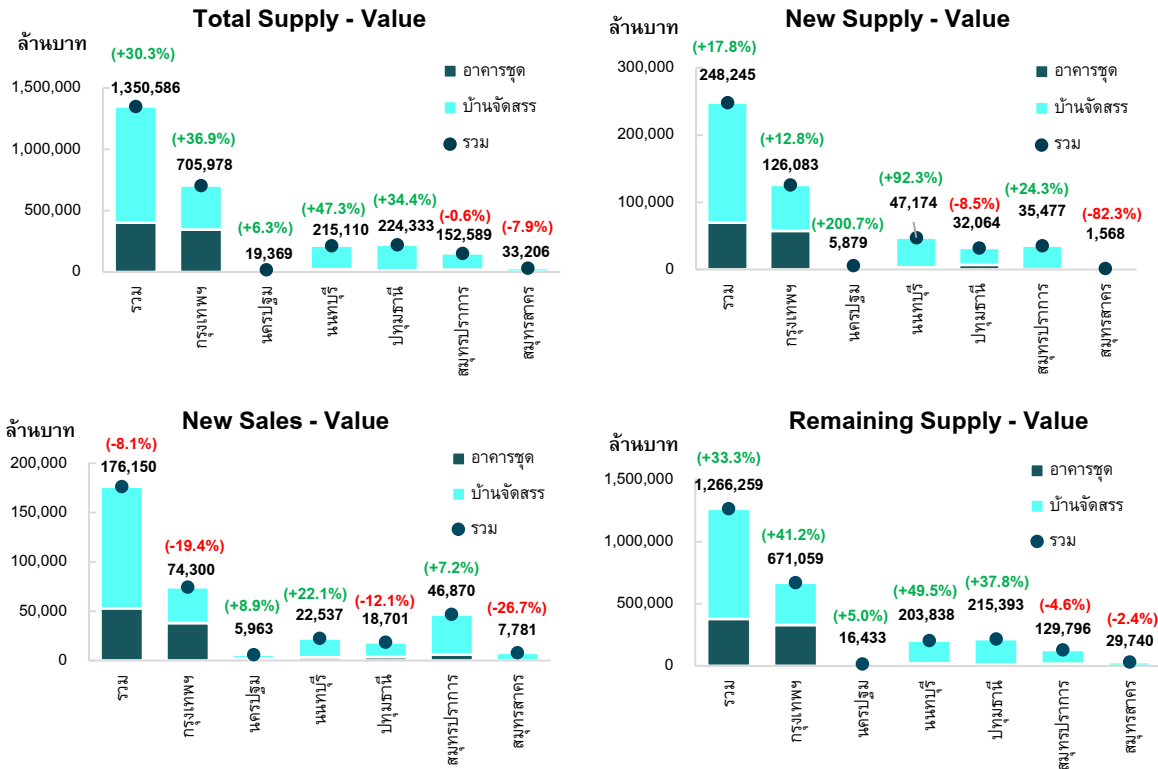 Total Supply - Value
ล้านบาท
(+30.3%)
1,350,586
(+36.9%)
705,978
(+6.3%)
19,369
(+47.3%)
215,110
(+34.4%)
224,333
(-0.6%)
152,589
(-7.9%)
33,206
อาคารชุด
บ้านจัดสรร
รวม
1,500,000
1,000,000
500,000
0
รวม
กรุงเทพฯ
นครปฐม
นนทบุรี
ปทุมธานี
สมุทรปราการ
สมุทรสาคร
New Supply - Value
ล้านบาท
(+17.8%)
248,245
(+12.8%)
126,083
(+200.7%)
5,879
(+92.3%)
47,174
(-8.5%)
32,064
(+24.3%)
35,477
(-82.3%)
1,568
อาคารชุด
บ้านจัดสรร
รวม
300,000
200,000
100,000
0
รวม
กรุงเทพฯ
นครปฐม
นนทบุรี
ปทุมธานี
สมุทรปราการ
สมุทรสาคร
New Sales - Value
ล้านบาท
(-8.1%)
176,150
(-19.4%)
74,300
(+8.9%)
5,963
(+22.1%)
22,537
(-12.1%)
18,701
(+7.2%)
46,870
(-26.7%)
7,781
อาคารชุด
บ้านจัดสรร
รวม
200,000
150,000
100,000
50,000
0
รวม
กรุงเทพฯ
นครปฐม
นนทบุรี
ปทุมธานี
สมุทรปราการ
สมุทรสาคร
Remaining Supply - Value
ล้านบาท
(+33.3%)
1,266,259
(+41.2%)
671,059
(+5.0%)
16,433
(+49.5%)
203,838
(+37.8%)
215,393
(-4.6%)
129,796
(-2.4%)
29,740
อาคารชุด
บ้านจัดสรร
รวม
1,500,000
1,000,000
500,000
0
รวม
กรุงเทพฯ
นครปฐม
นนทบุรี
ปทุมธานี
สมุทรปราการ
สมุทรสาคร